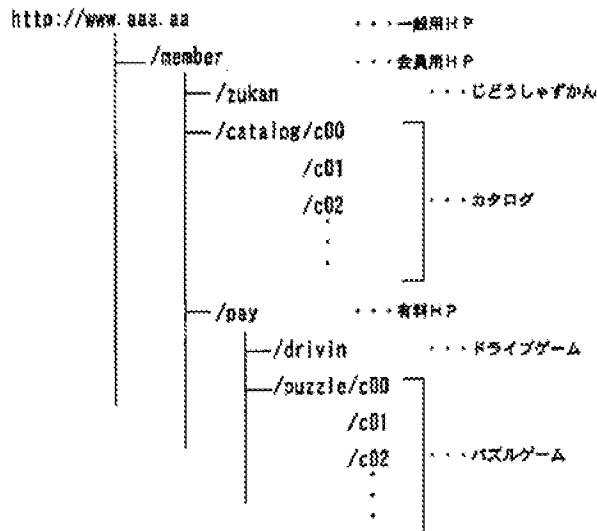 http://www.aaa.aa ・・・一般用HP
/member ・・・会員用HP
/zukan ・・・じどうしゃずかん
/catalog/c00
/c01
/c02 ・・・カタログ
/pay ・・・有料HP
/drivin ・・・ドライブゲーム
/puzzle/c00
/c01
/c02 ・・・パズルゲーム